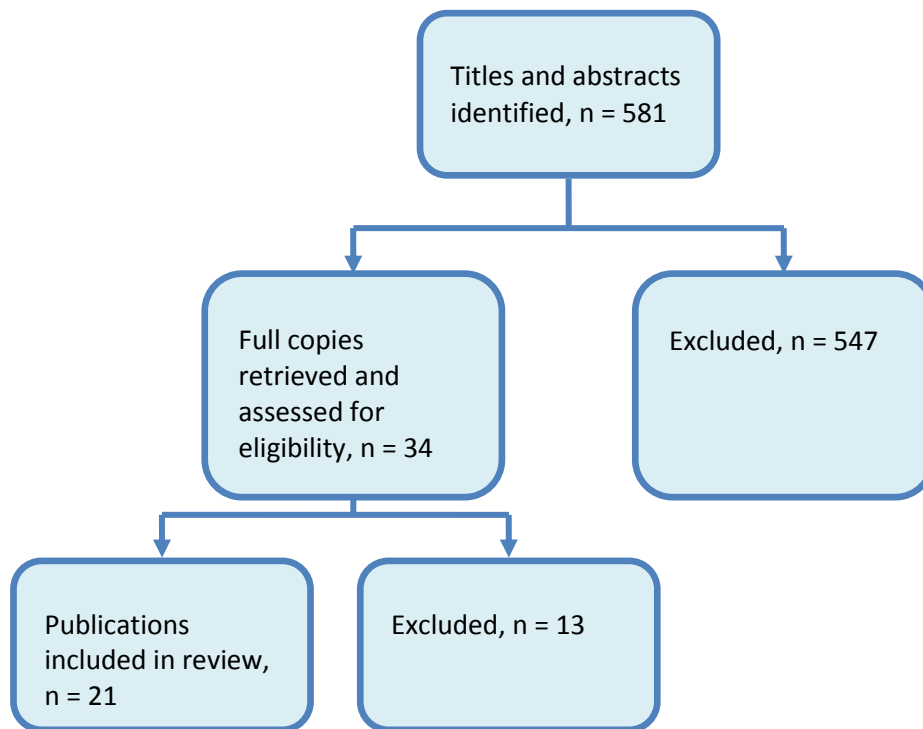 Titles and abstracts
identified, n = 581
Full copies
retrieved and
assessed for
eligibility, n = 34
Excluded, n = 547
Publications
included in review,
n = 21
Excluded, n = 13